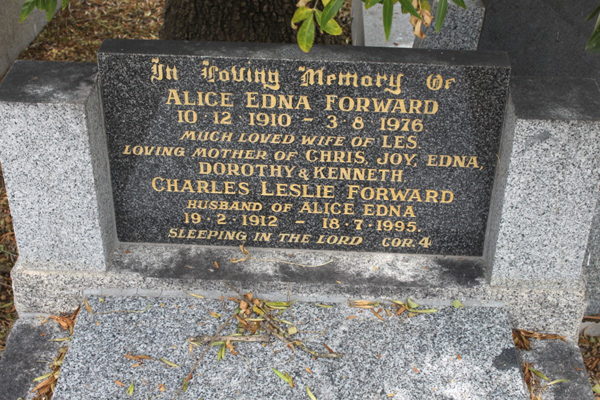 In Loving Memory Of
ALICE EDNA FORWARD
10·12·1910 – 3·8·1976
MUCH LOVED WIFE OF LES.
LOVING MOTHER OF CHRIS, JOY, EDNA,
DOROTHY & KENNETH.
CHARLES LESLIE FORWARD
HUSBAND OF ALICE EDNA
19·2·1912 – 18·7·1995.
SLEEPING IN THE LORD COR.4